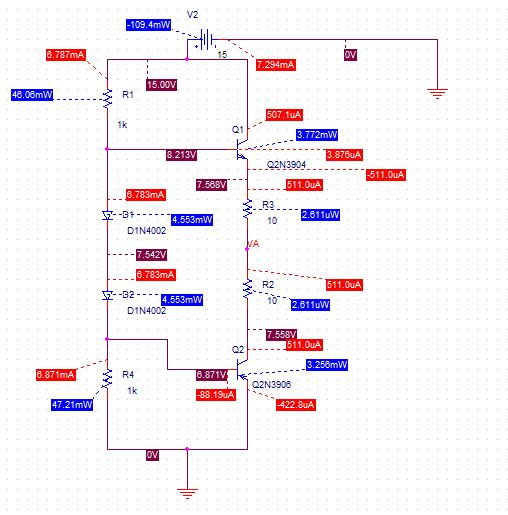 V2
-109.4mW
6.787mA
15
0V
7.294mA
15.00V
R1
46.06mW
1k
507.1uA
Q1
3.772mW
8.213V
3.876uA
Q2N3904
-511.0uA
7.568V
511.0uA
6.783mA
R3
D1
4.553mW
2.611uW
10
D1N4002
VA
7.542V
6.783mA
511.0uA
R2
D2
4.553mW
2.611uW
10
D1N4002
7.558V
511.0uA
Q2
3.256mW
6.871mA
R4
6.871V
Q2N3906
1k
-88.19uA
47.21mW
-422.8uA
0V